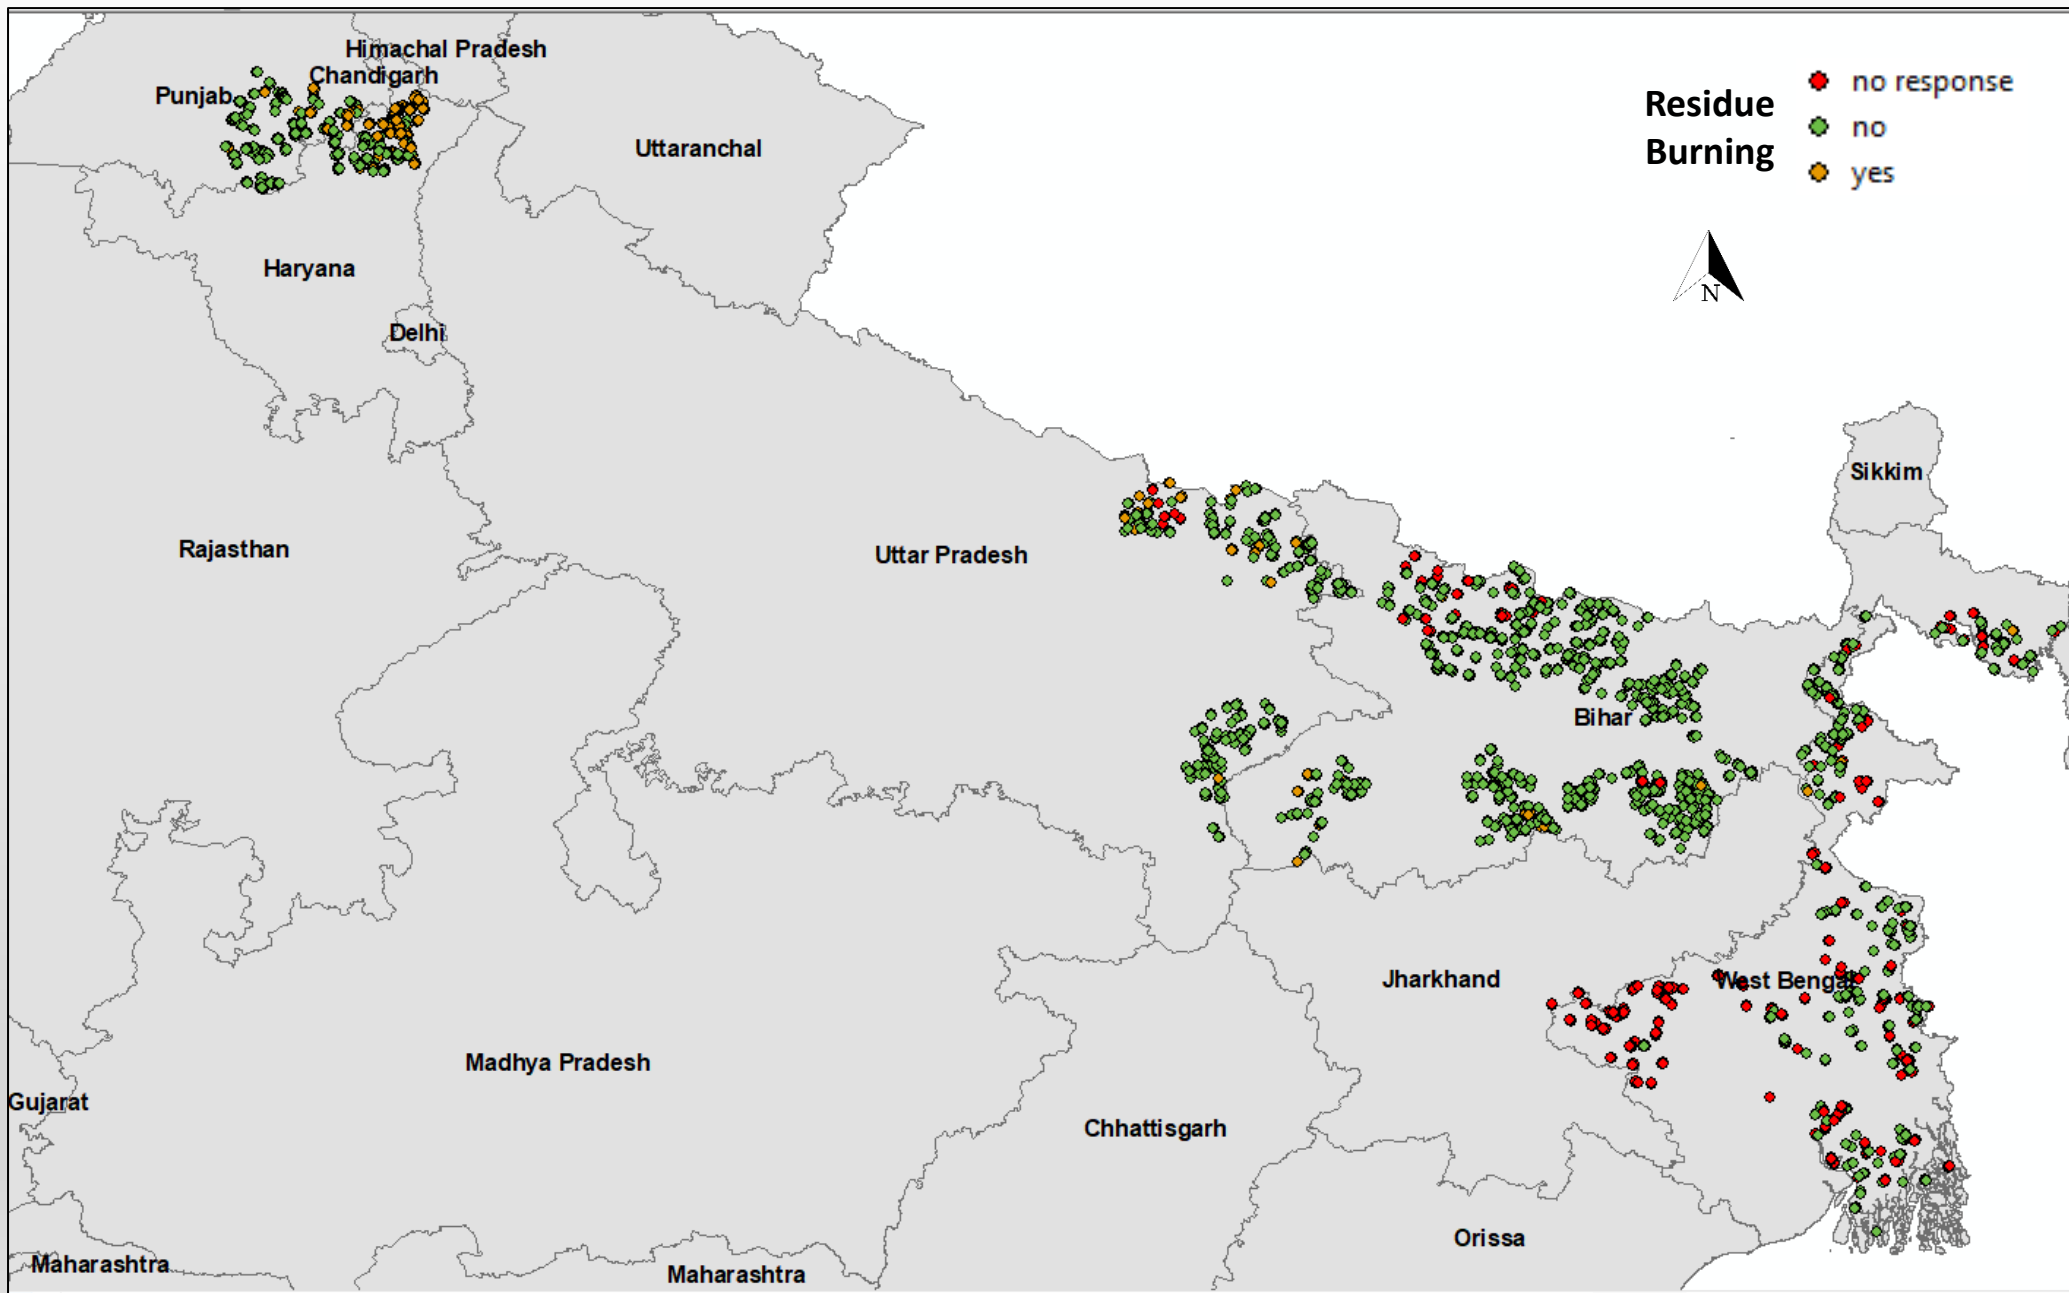 Himachal Pradesh
Chandigarh
Punjab
Uttaranchal
Haryana
Delhi
Rajasthan
Uttar Pradesh
Sikkim
Bihar
Jharkhand
West Bengal
Madhya Pradesh
Gujarat
Chhattisgarh
Orissa
Maharashtra
Maharashtra
Residue
Burning
no response
no
yes
N